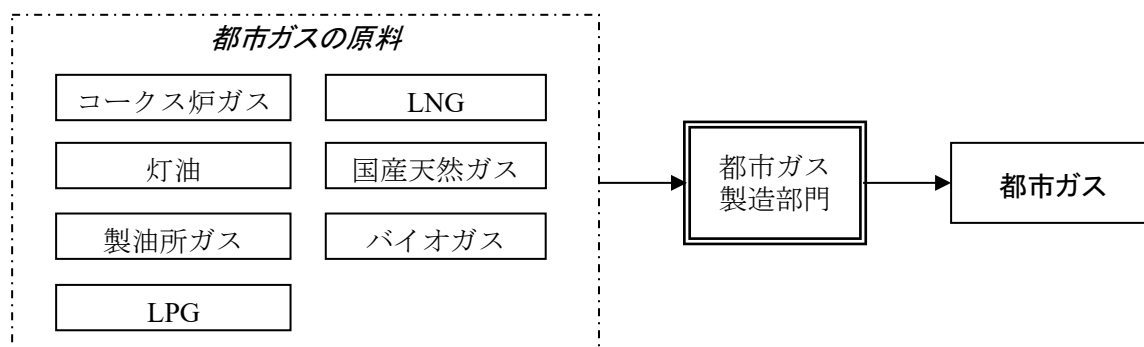 都市ガスの原料
コークス炉ガス
LNG
灯油
国産天然ガス
製油所ガス
バイオガス
LPG
都市ガス
製造部門
都市ガス